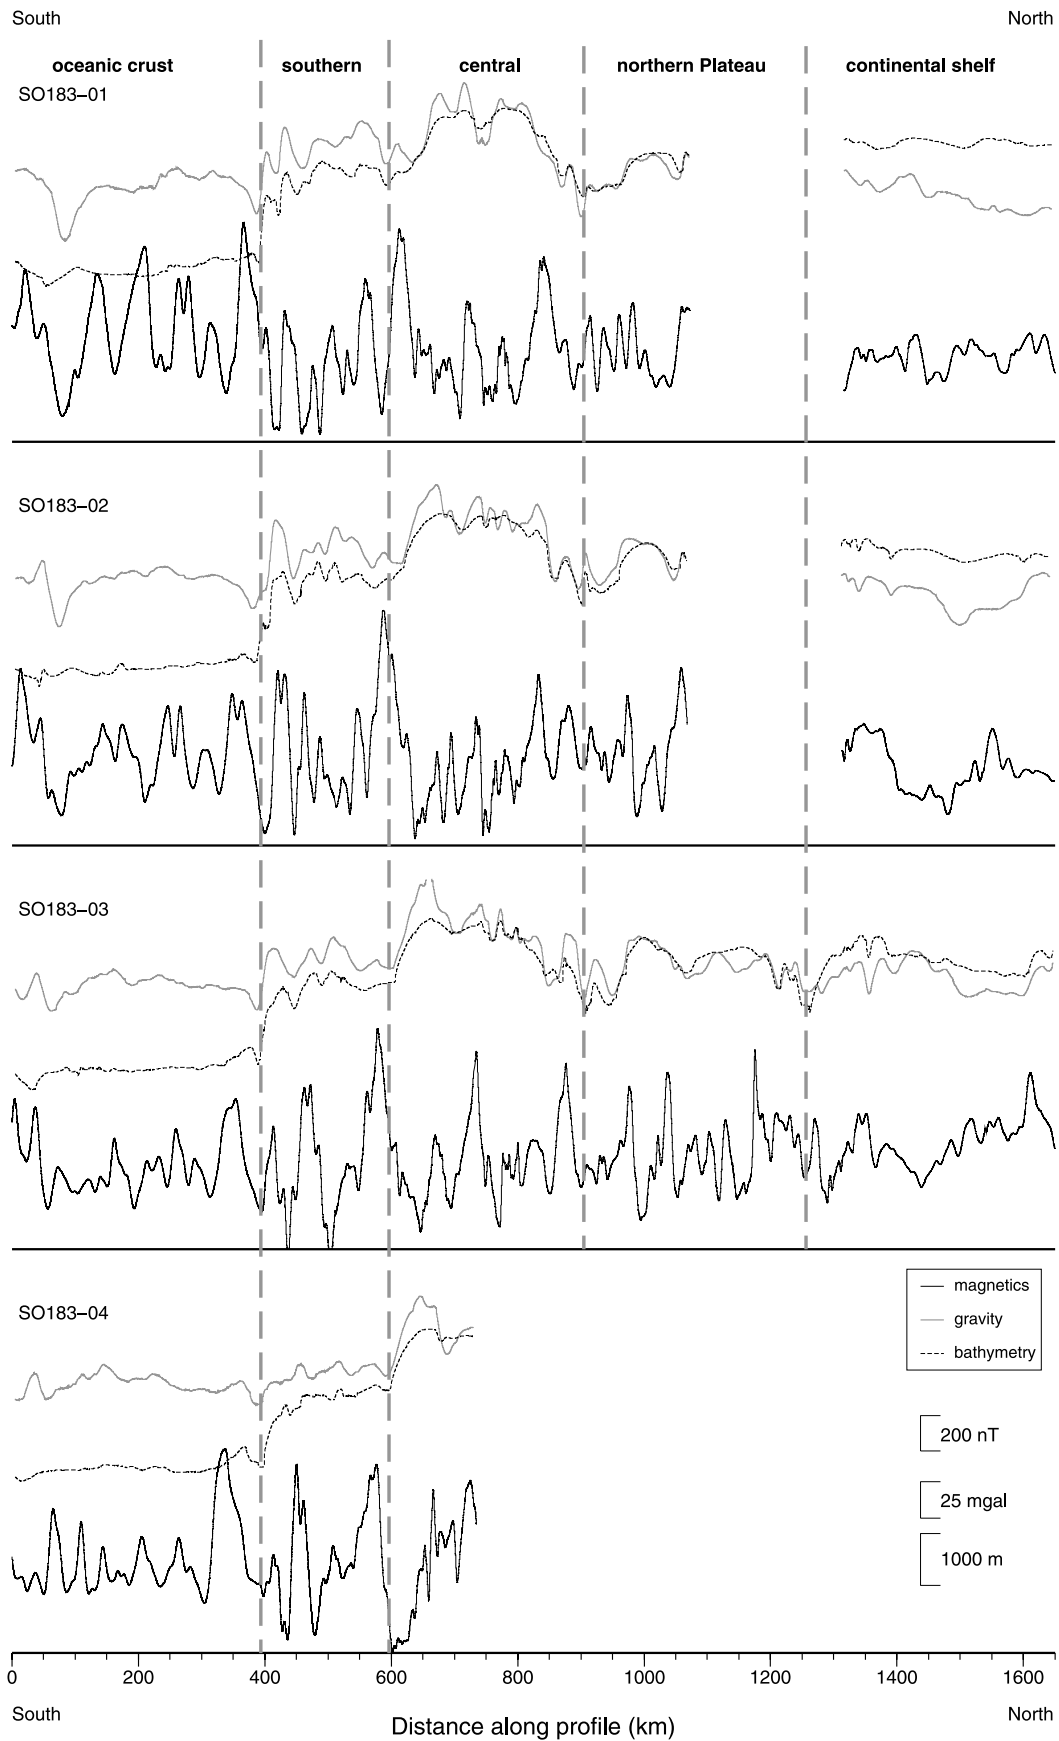 South North
oceanic crust southern central northern Plateau continental shelf
SO183−01
SO183−02
SO183−03
SO183−04
magnetics
gravity
bathymetry
200 nT
25 mgal
1000 m
0 200 400 600 800 1000 1200 1400 1600
South North
Distance along profile (km)